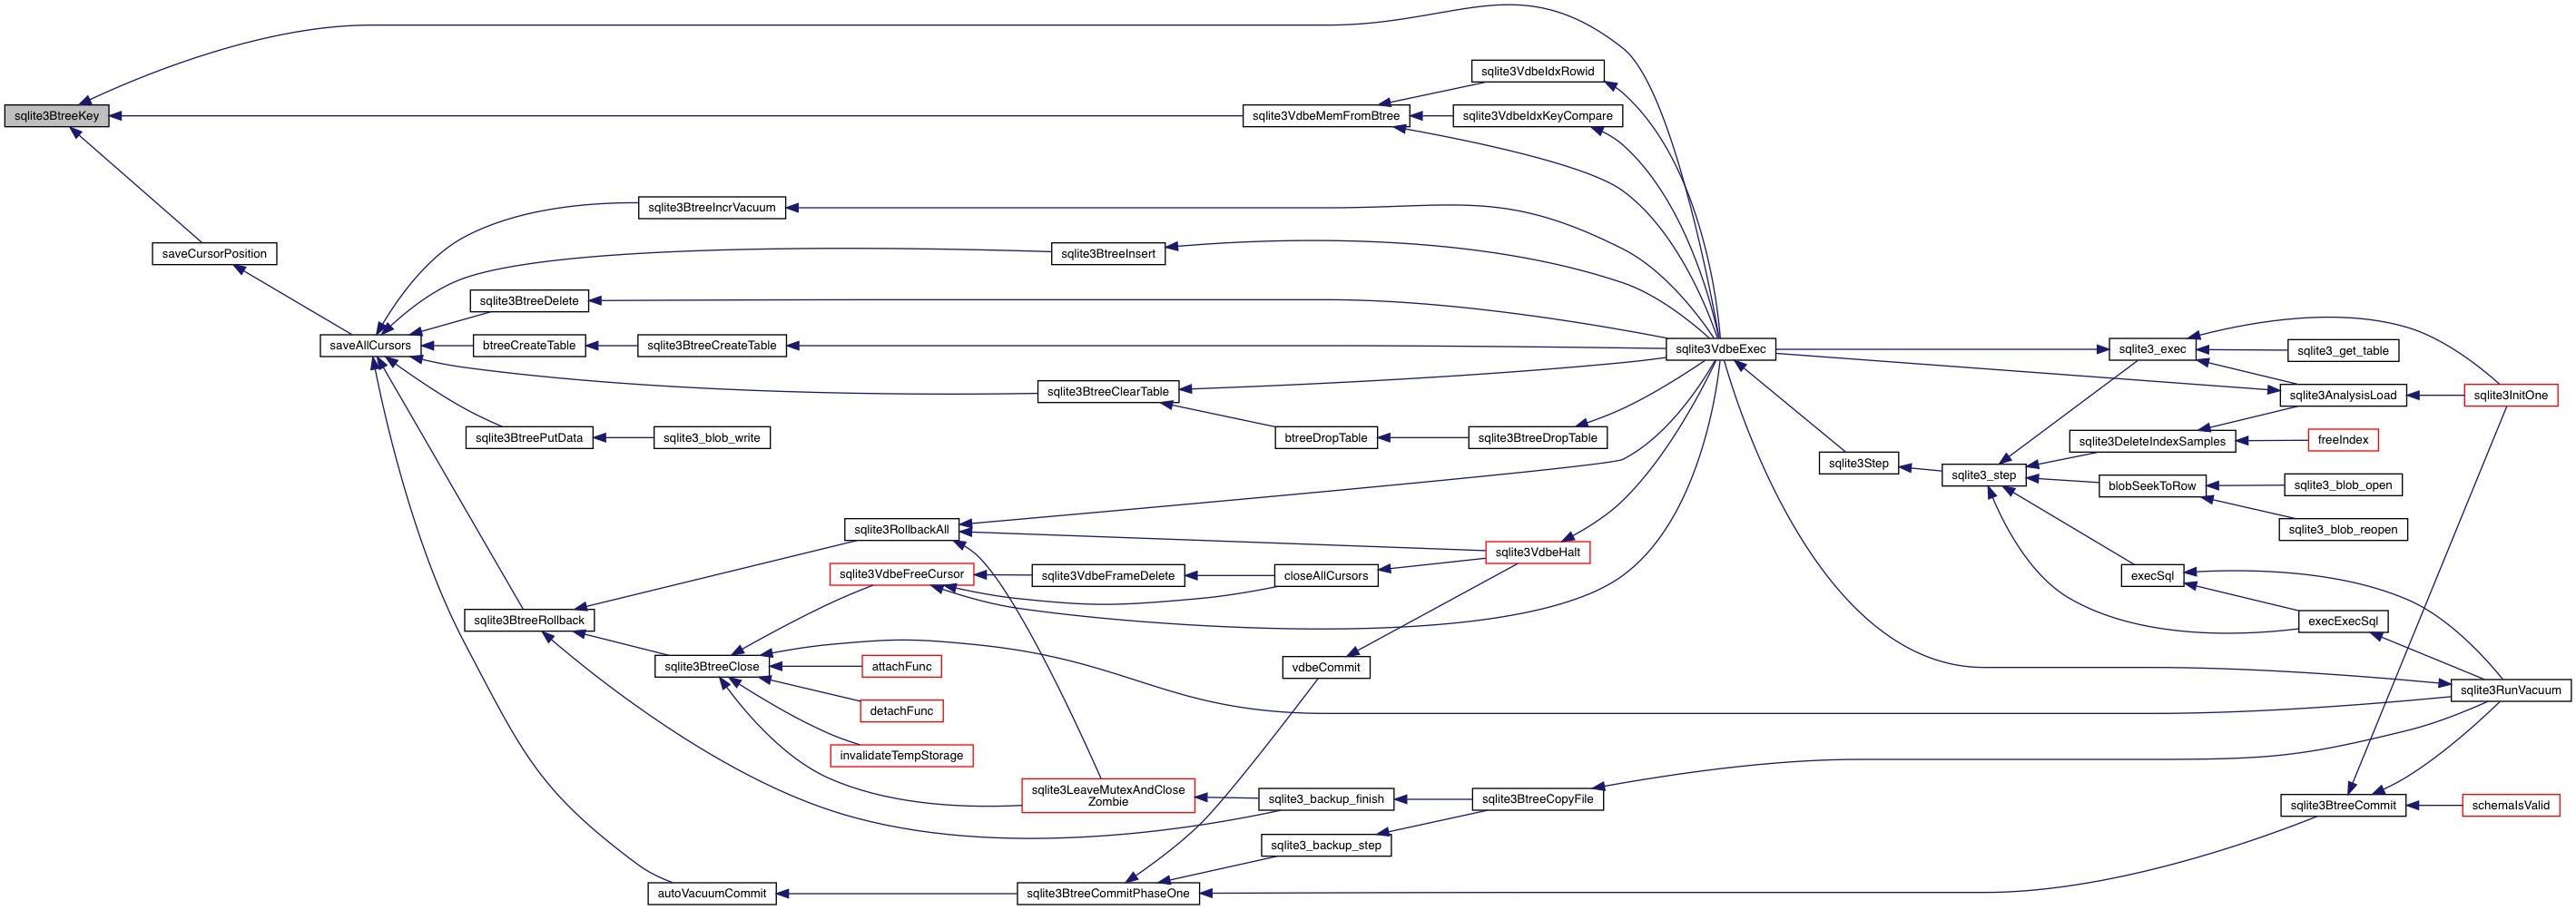 sqlite3BtreeKey
saveCursorPosition
saveAllCursors
sqlite3BtreeIncrVacuum
sqlite3BtreeInsert
sqlite3BtreeDelete
btreeCreateTable
sqlite3BtreeCreateTable
sqlite3BtreeClearTable
sqlite3BtreePutData
sqlite3_blob_write
btreeDropTable
sqlite3BtreeDropTable
sqlite3VdbeMemFromBtree
sqlite3VdbeIdxRowid
sqlite3VdbeIdxKeyCompare
sqlite3VdbeExec
sqlite3RollbackAll
sqlite3VdbeHalt
sqlite3VdbeFreeCursor
sqlite3VdbeFrameDelete
closeAllCursors
sqlite3BtreeRollback
sqlite3BtreeClose
attachFunc
detachFunc
invalidateTempStorage
vdbeCommit
sqlite3LeaveMutexAndClose
Zombie
sqlite3_backup_finish
sqlite3BtreeCopyFile
sqlite3_backup_step
autoVacuumCommit
sqlite3BtreeCommitPhaseOne
sqlite3Step
sqlite3_step
sqlite3_exec
sqlite3_get_table
sqlite3AnalysisLoad
sqlite3InitOne
sqlite3DeleteIndexSamples
freeIndex
blobSeekToRow
sqlite3_blob_open
sqlite3_blob_reopen
execSql
execExecSql
sqlite3RunVacuum
sqlite3BtreeCommit
schemaIsValid